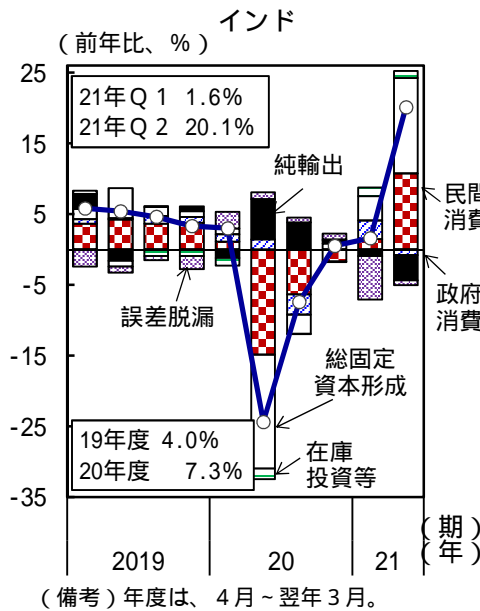 インド
(前年比、%)
25
15
5
-5
-15
-25
-35
21年Q1 1.6%
21年Q2 20.1%
純輸出
民間
消費
政府
消費
誤差脱漏
総固定
資本形成
在庫
投資等
19年度 4.0%
20年度 7.3%
(期)
(年)
2019 20 21
(備考)年度は、4月~翌年3月。